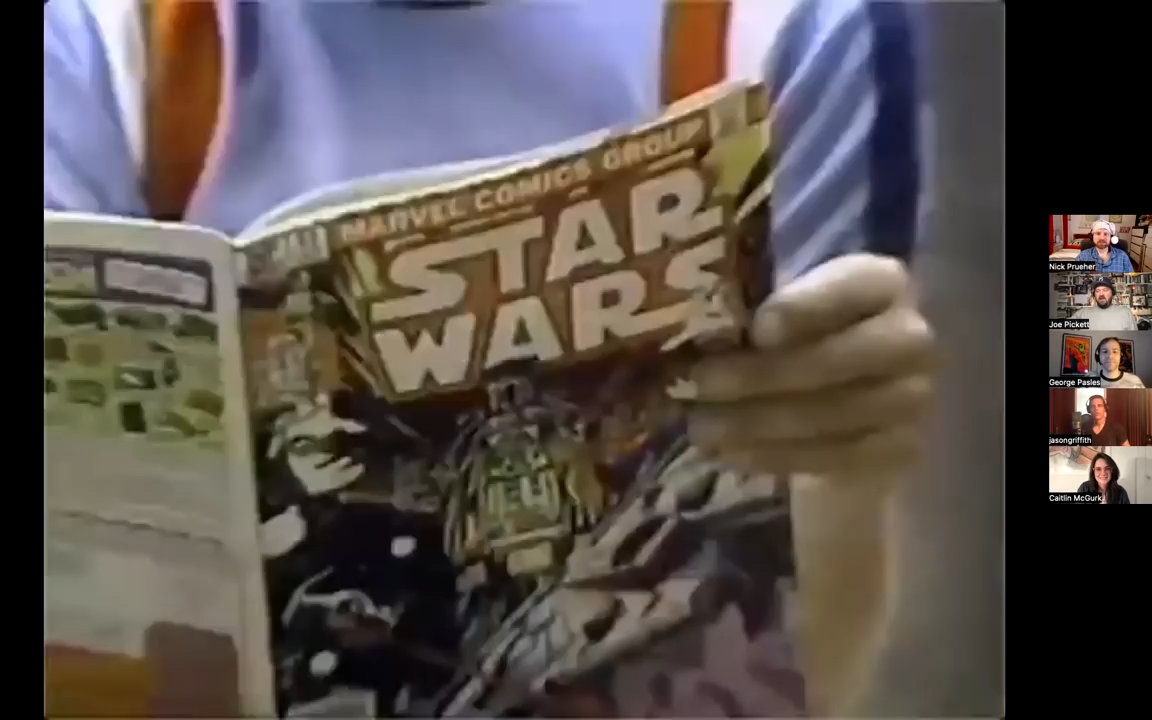 MARVEL COMICS GROUP
STAR
WARS
Nick Prueher
Joe Pickett
George Pasles
jasongriffith
Caitlin McGurk